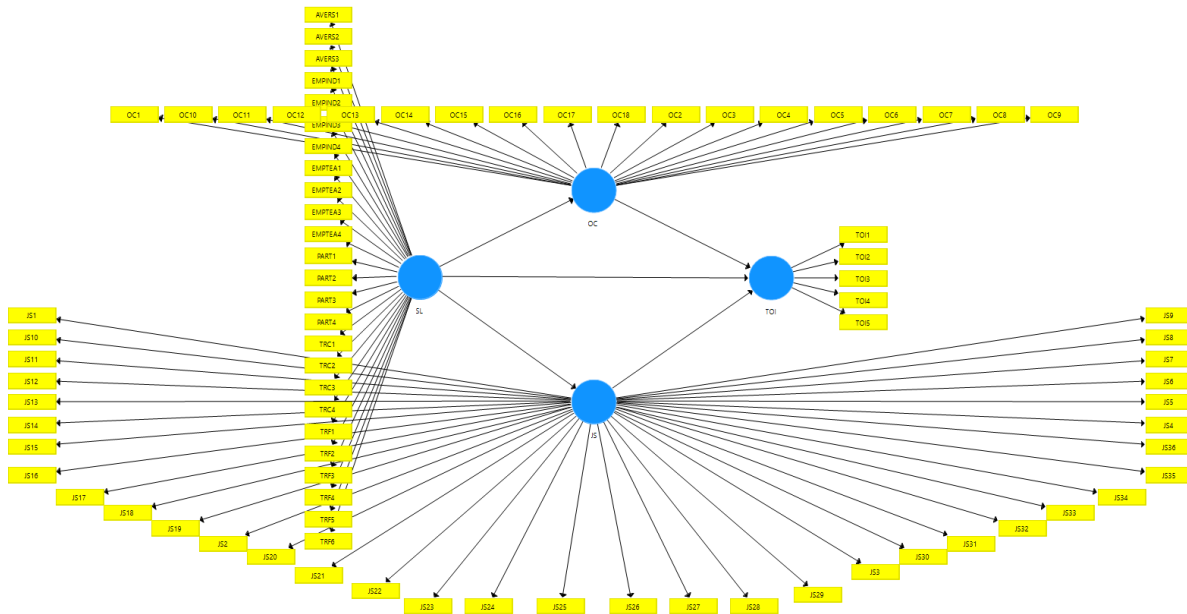 AVERS1
AVERS2
AVERS3
EMPIND1
EMPIND2
OC1 OC10 OC11 OC12 OC13 OC14 OC15 OC16 OC17 OC18 OC2 OC3 OC4 OC5 OC6 OC7 OC8 OC9
EMPIND3
EMPIND4
EMPTEA1
EMPTEA2
EMPTEA3
OC
EMPTEA4 TOI1
PART1 TOI2
PART2 TOI3
PART3 TOI4
SL TOI
PART4 TOI5
JS1 JS9
JS10 TRC1 JS8
JS11 TRC2 JS7
JS12 TRC3 JS6
JS13 TRC4 JS5
JS14 TRF1 JS4
JS
JS15 TRF2 JS36
JS16 TRF3 JS35
JS17 TRF4 JS34
JS18 TRF5 JS33
JS19 JS32
JS2 TRF6 JS31
JS20 JS30
JS21 JS3
JS22 JS29
JS23 JS24 JS25 JS26 JS27 JS28